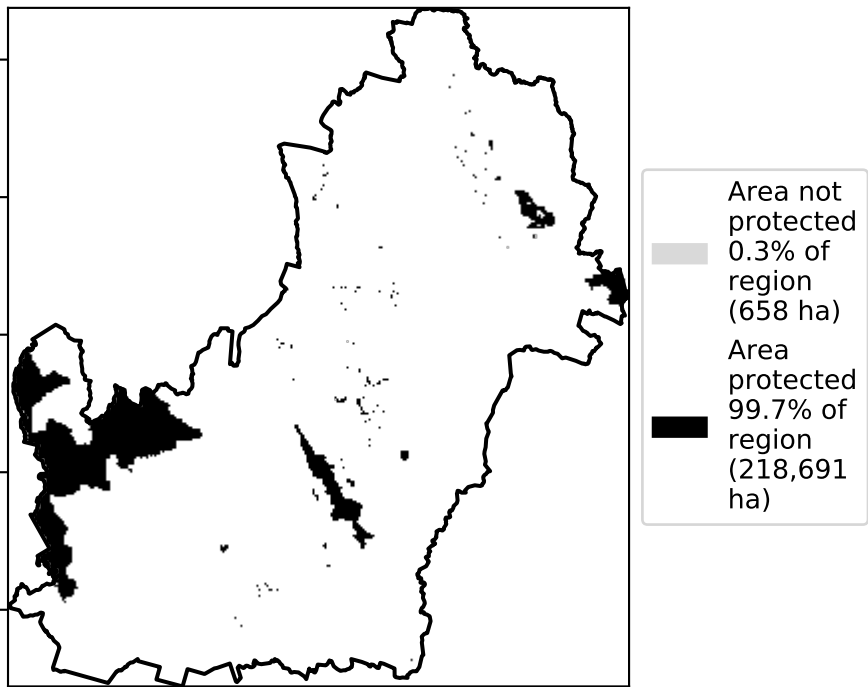 Area not
protected
0.3% of
region
(658 ha)
Area
protected
99.7% of
region
(218,691
ha)